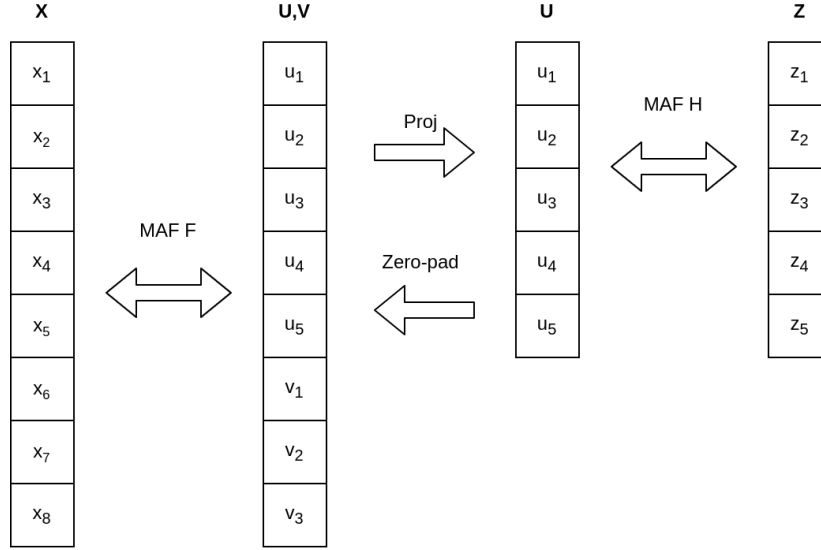 X
U,V
U
Z
x1
x2
x3
x4
x5
x6
x7
x8
MAF F
u1
u2
u3
u4
u5
v1
v2
v3
Proj
Zero-pad
u1
u2
u3
u4
u5
MAF H
z1
z2
z3
z4
z5